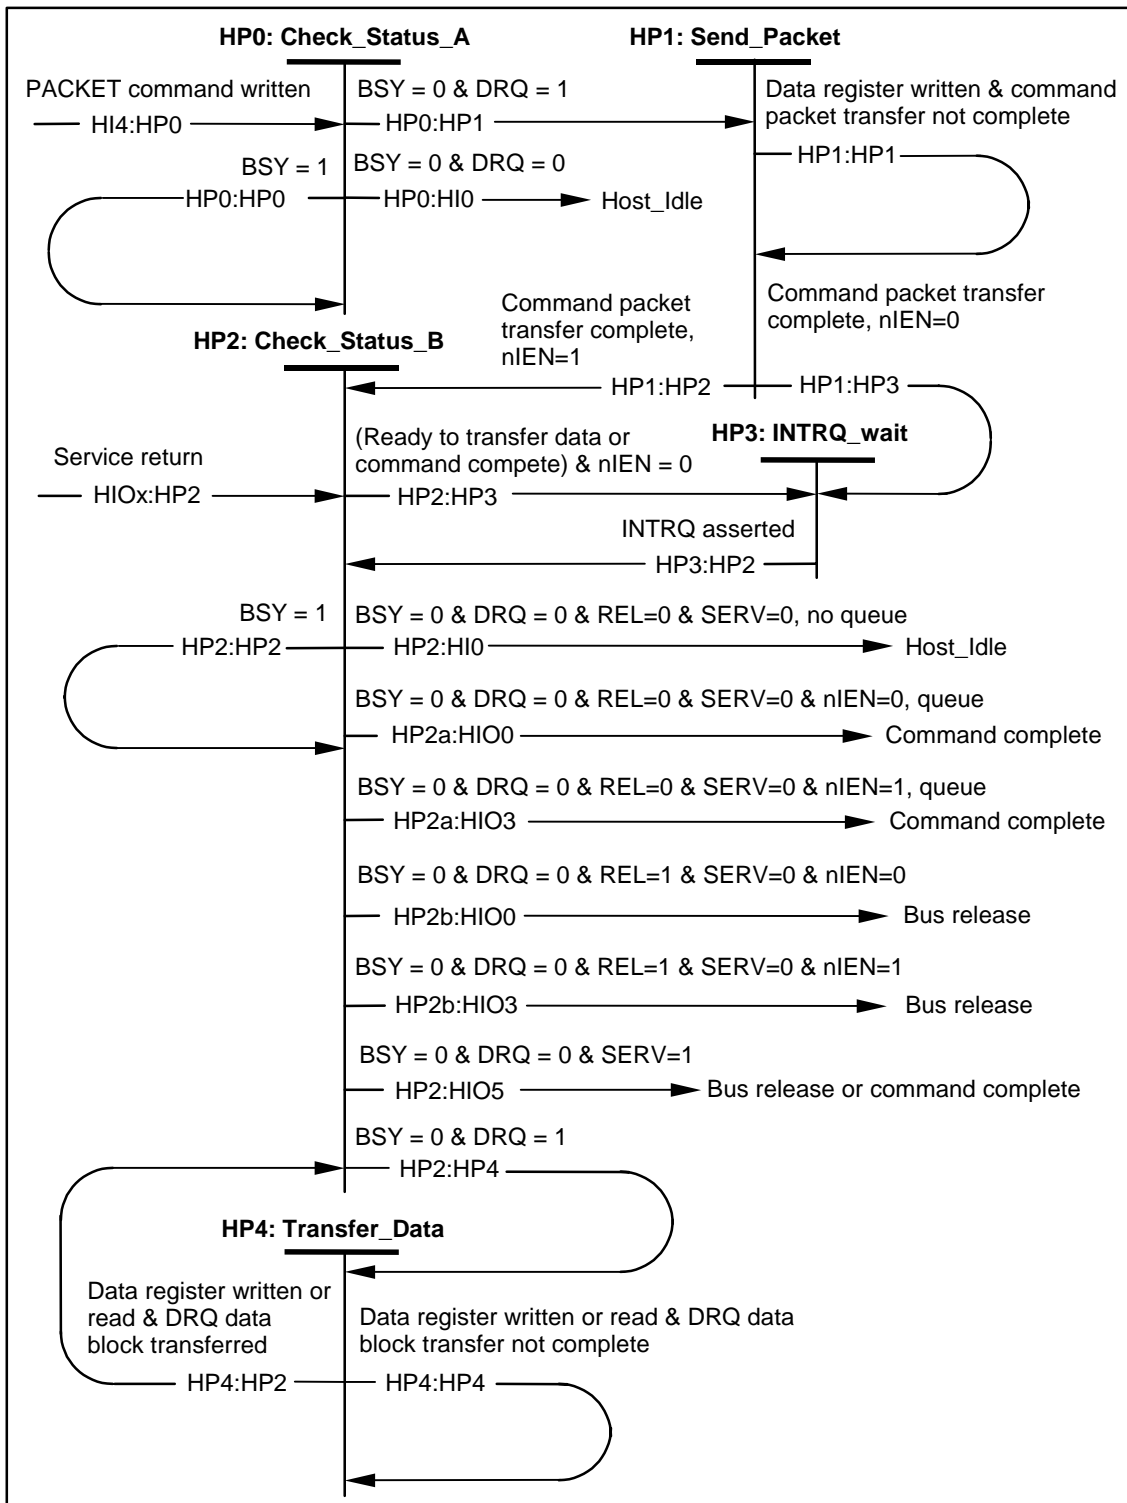 HP0: Check_Status_A
HP1: Send_Packet
PACKET command written
BSY = 0 & DRQ = 1
Data register written & command
packet transfer not complete
HI4:HP0
HP0:HP1
HP1:HP1
BSY = 1
BSY = 0 & DRQ = 0
HP0:HP0
HP0:HI0
Host_Idle
Command packet
transfer complete,
nIEN=1
Command packet transfer
complete, nIEN=0
HP2: Check_Status_B
HP1:HP2
HP1:HP3
HP3: INTRQ_wait
Service return
(Ready to transfer data or
command compete) & nIEN = 0
HIOx:HP2
HP2:HP3
INTRQ asserted
HP3:HP2
BSY = 1
BSY = 0 & DRQ = 0 & REL=0 & SERV=0, no queue
HP2:HP2
HP2:HI0
Host_Idle
BSY = 0 & DRQ = 0 & REL=0 & SERV=0 & nIEN=0, queue
HP2a:HIO0
Command complete
BSY = 0 & DRQ = 0 & REL=0 & SERV=0 & nIEN=1, queue
HP2a:HIO3
Command complete
BSY = 0 & DRQ = 0 & REL=1 & SERV=0 & nIEN=0
HP2b:HIO0
Bus release
BSY = 0 & DRQ = 0 & REL=1 & SERV=0 & nIEN=1
HP2b:HIO3
Bus release
BSY = 0 & DRQ = 0 & SERV=1
HP2:HIO5
Bus release or command complete
BSY = 0 & DRQ = 1
HP2:HP4
HP4: Transfer_Data
Data register written or
read & DRQ data
block transferred
Data register written or read & DRQ data
block transfer not complete
HP4:HP2
HP4:HP4